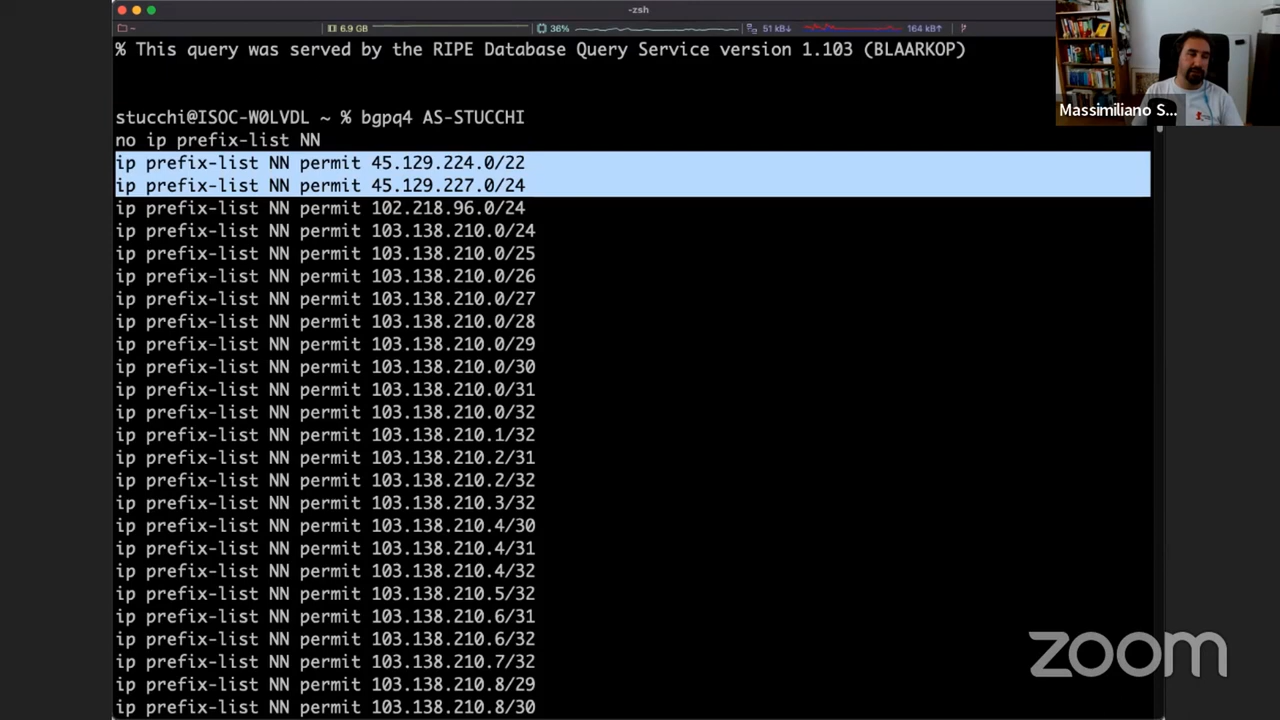 -zsh
6.9 GB
36%
51 kB↓
164 kB↑
% This query was served by the RIPE Database Query Service version 1.103 (BLAARKOP)
Massimiliano S...
stucchi@ISOC-W0LVDL ~ % bgpq4 AS-STUCCHI
no ip prefix-list NN
ip prefix-list NN permit 45.129.224.0/22
ip prefix-list NN permit 45.129.227.0/24
ip prefix-list NN permit 102.218.96.0/24
ip prefix-list NN permit 103.138.210.0/24
ip prefix-list NN permit 103.138.210.0/25
ip prefix-list NN permit 103.138.210.0/26
ip prefix-list NN permit 103.138.210.0/27
ip prefix-list NN permit 103.138.210.0/28
ip prefix-list NN permit 103.138.210.0/29
ip prefix-list NN permit 103.138.210.0/30
ip prefix-list NN permit 103.138.210.0/31
ip prefix-list NN permit 103.138.210.0/32
ip prefix-list NN permit 103.138.210.1/32
ip prefix-list NN permit 103.138.210.2/31
ip prefix-list NN permit 103.138.210.2/32
ip prefix-list NN permit 103.138.210.3/32
ip prefix-list NN permit 103.138.210.4/30
ip prefix-list NN permit 103.138.210.4/31
ip prefix-list NN permit 103.138.210.4/32
ip prefix-list NN permit 103.138.210.5/32
ip prefix-list NN permit 103.138.210.6/31
ip prefix-list NN permit 103.138.210.6/32
ip prefix-list NN permit 103.138.210.7/32
ip prefix-list NN permit 103.138.210.8/29
ip prefix-list NN permit 103.138.210.8/30
zoom